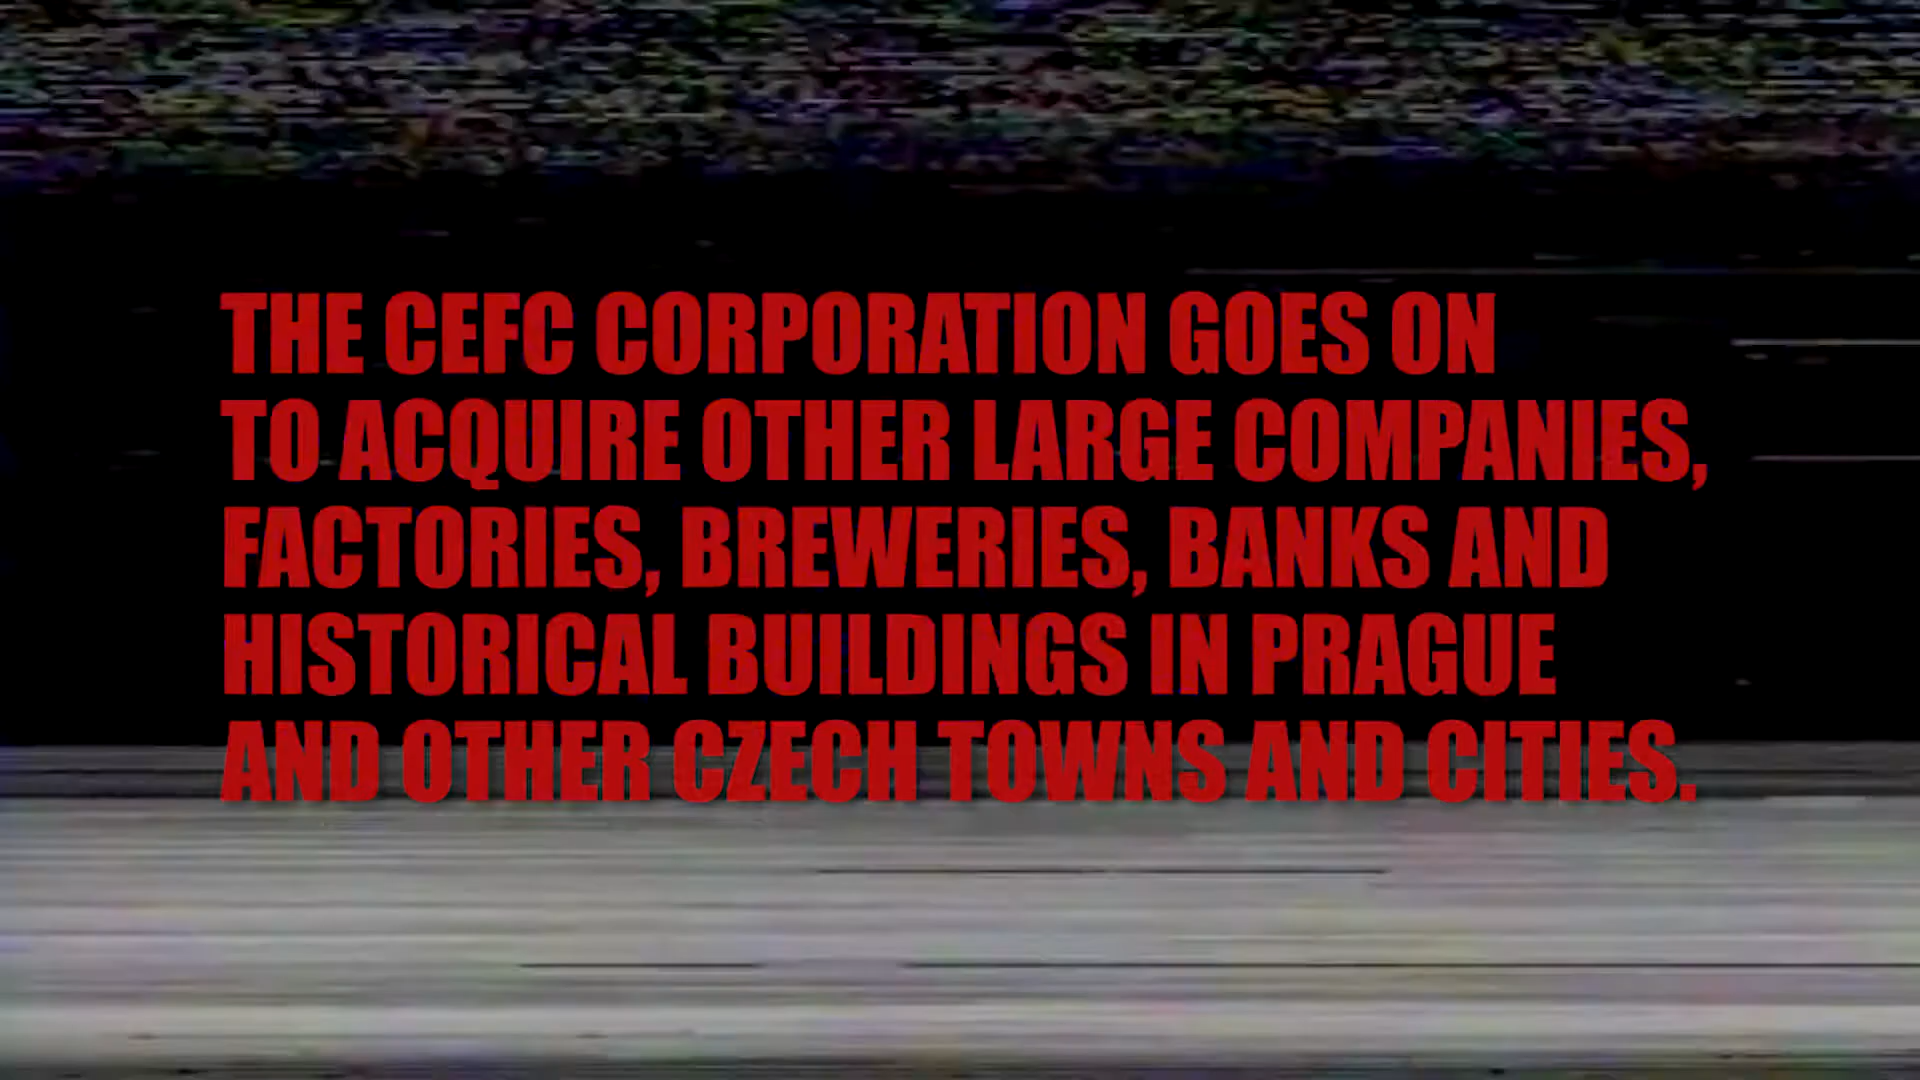 THE CEFC CORPORATION GOES ON
TO ACQUIRE OTHER LARGE COMPANIES,
FACTORIES, BREWERIES, BANKS AND
HISTORICAL BUILDINGS IN PRAGUE
AND OTHER CZECH TOWNS AND CITIES.